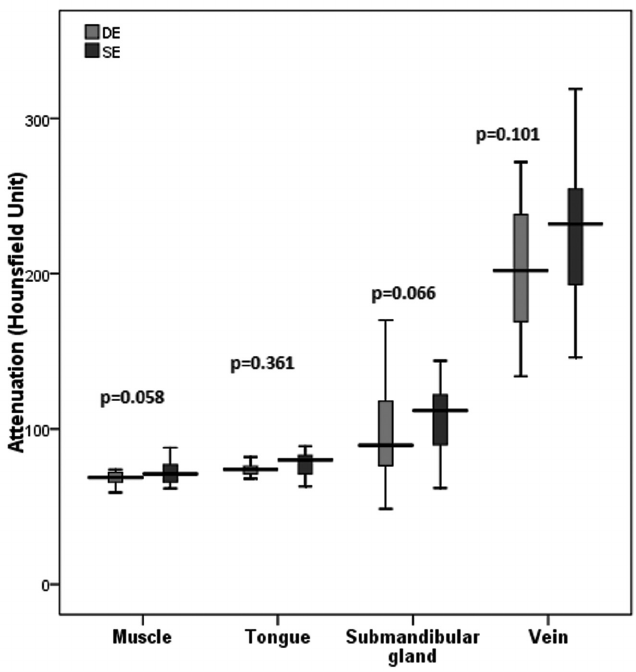 DE
SE
Attenuation (Hounsfield Unit)
300
200
100
0
p=0.058
p=0.361
p=0.066
p=0.101
Muscle
Tongue
Submandibular
gland
Vein